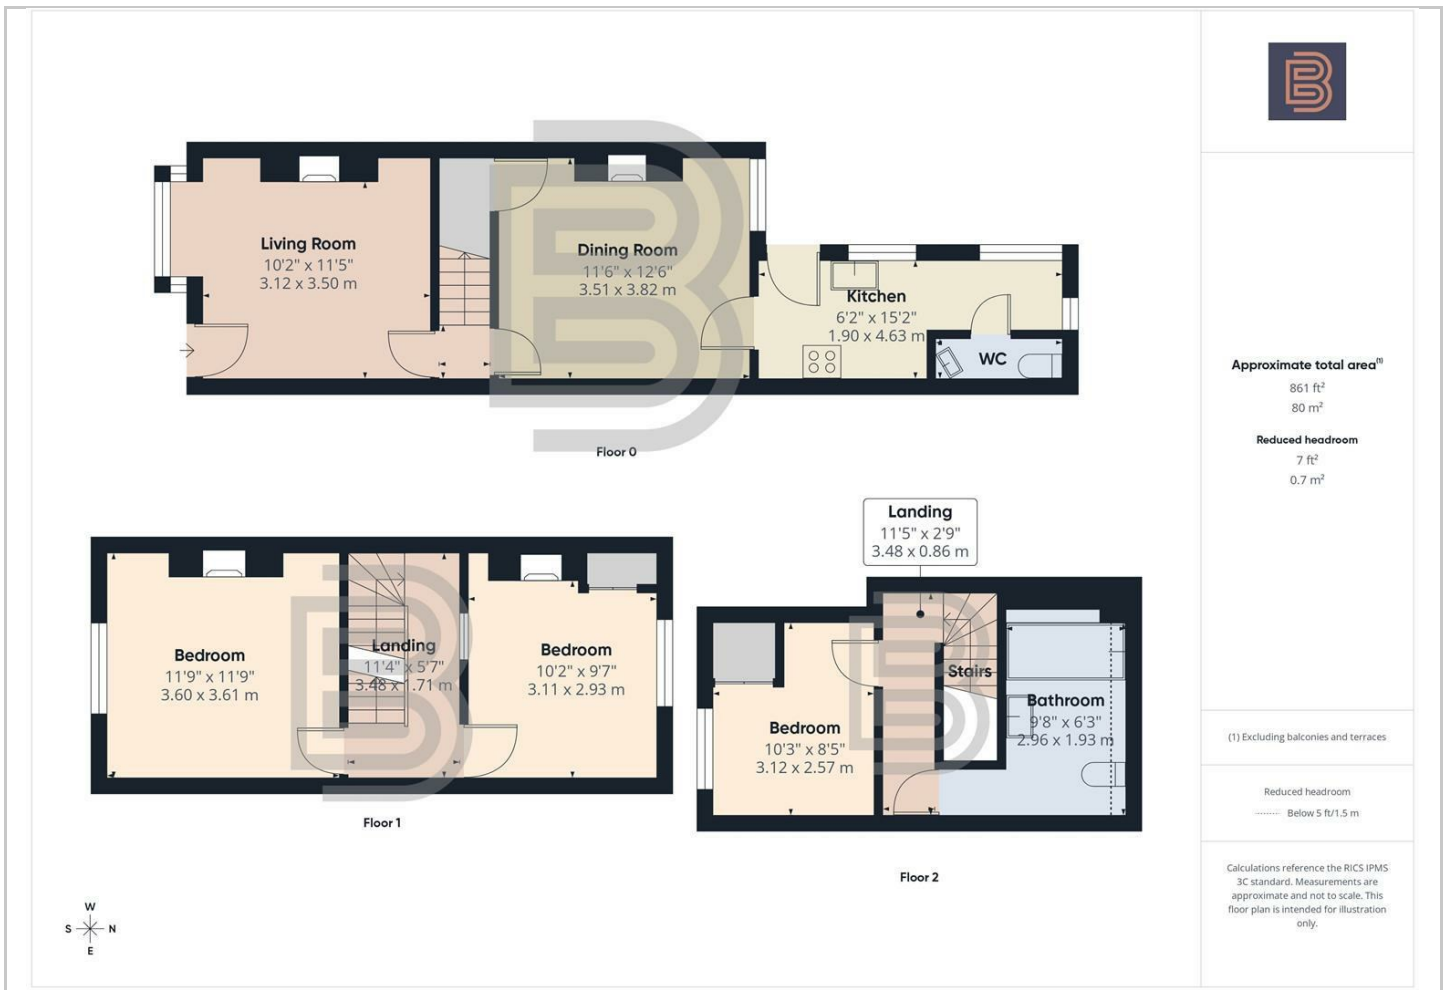 Living Room
10'2" x 11'5"
3.12 x 3.50 m
Dining Room
11'6" x 12'6"
3.51 x 3.82 m
Kitchen
6'2" x 15'2"
1.90 x 4.63 m
WC
Floor 0
Bedroom
11'9" x 11'9"
3.60 x 3.61 m
Landing
11'4" x 5'7"
3.48 x 1.71 m
Bedroom
10'2" x 9'7"
3.11 x 2.93 m
Floor 1
Landing
11'5" x 2'9"
3.48 x 0.86 m
Stairs
Bedroom
10'3" x 8'5"
3.12 x 2.57 m
Bathroom
9'8" x 6'3"
2.96 x 1.93 m
Floor 2
W
S N
E
B
Approximate total area(1)
861 ft²
80 m²
Reduced headroom
7 ft²
0.7 m²
(1) Excluding balconies and terraces
Reduced headroom
Below 5 ft/1.5 m
Calculations reference the RICS IPMS
3C standard. Measurements are
approximate and not to scale. This
floor plan is intended for illustration
only.